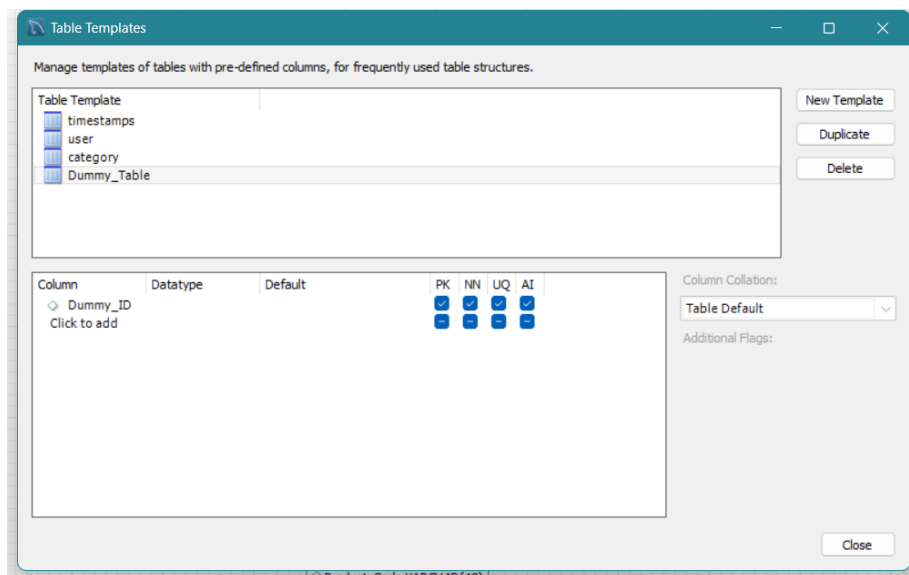 Table Templates
Manage templates of tables with pre-defined columns, for frequently used table structures.
Table Template
timestamps
user
category
Dummy_Table
New Template
Duplicate
Delete
Column Datatype Default PK NN UQ AI
Dummy_ID
Click to add
Column Collation:
Table Default
Additional Flags:
Close